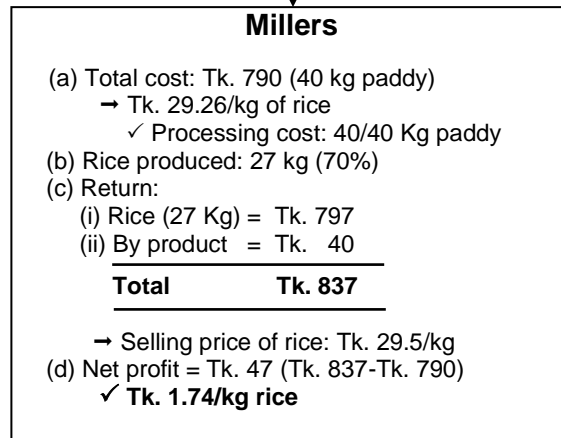 Millers
(a) Total cost: Tk. 790 (40 kg paddy)
→ Tk. 29.26/kg of rice
✓ Processing cost: 40/40 Kg paddy
(b) Rice produced: 27 kg (70%)
(c) Return:
(i) Rice (27 Kg) = Tk. 797
(ii) By product = Tk. 40
Total Tk. 837
→ Selling price of rice: Tk. 29.5/kg
(d) Net profit = Tk. 47 (Tk. 837-Tk. 790)
✓ Tk. 1.74/kg rice